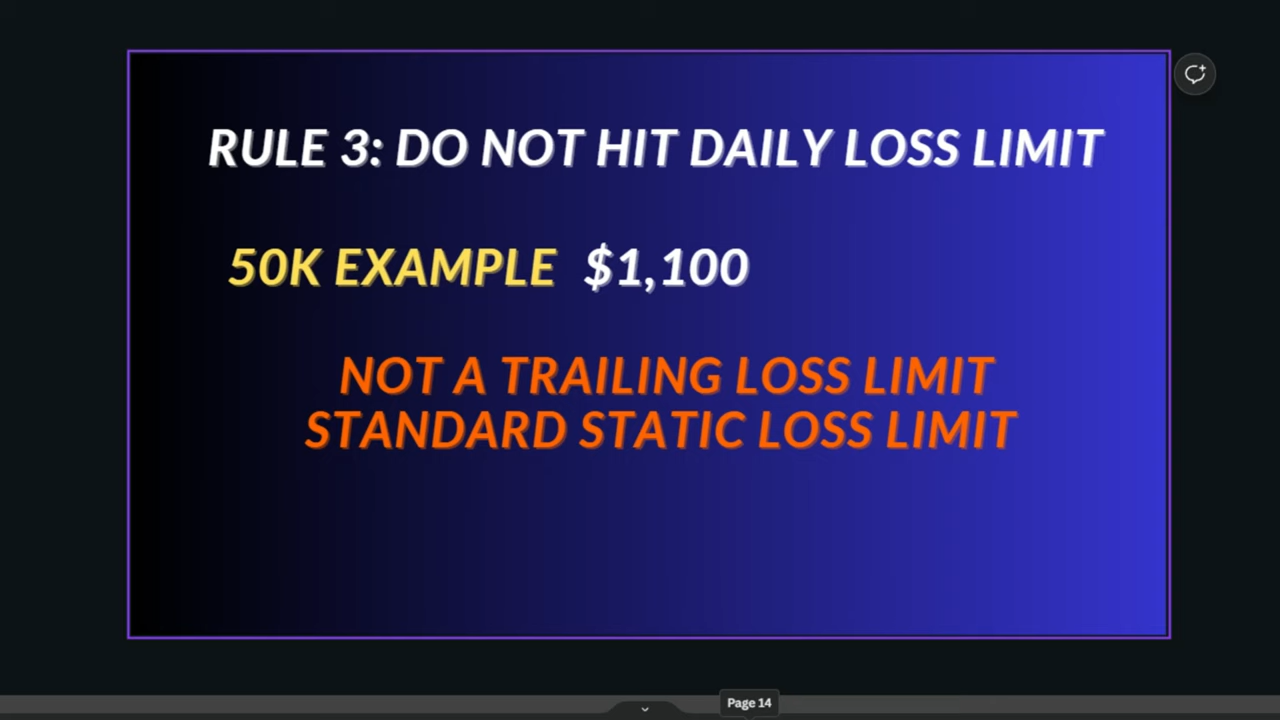 RULE 3: DO NOT HIT DAILY LOSS LIMIT
50K EXAMPLE $1,100
NOT A TRAILING LOSS LIMIT
STANDARD STATIC LOSS LIMIT
Page 14